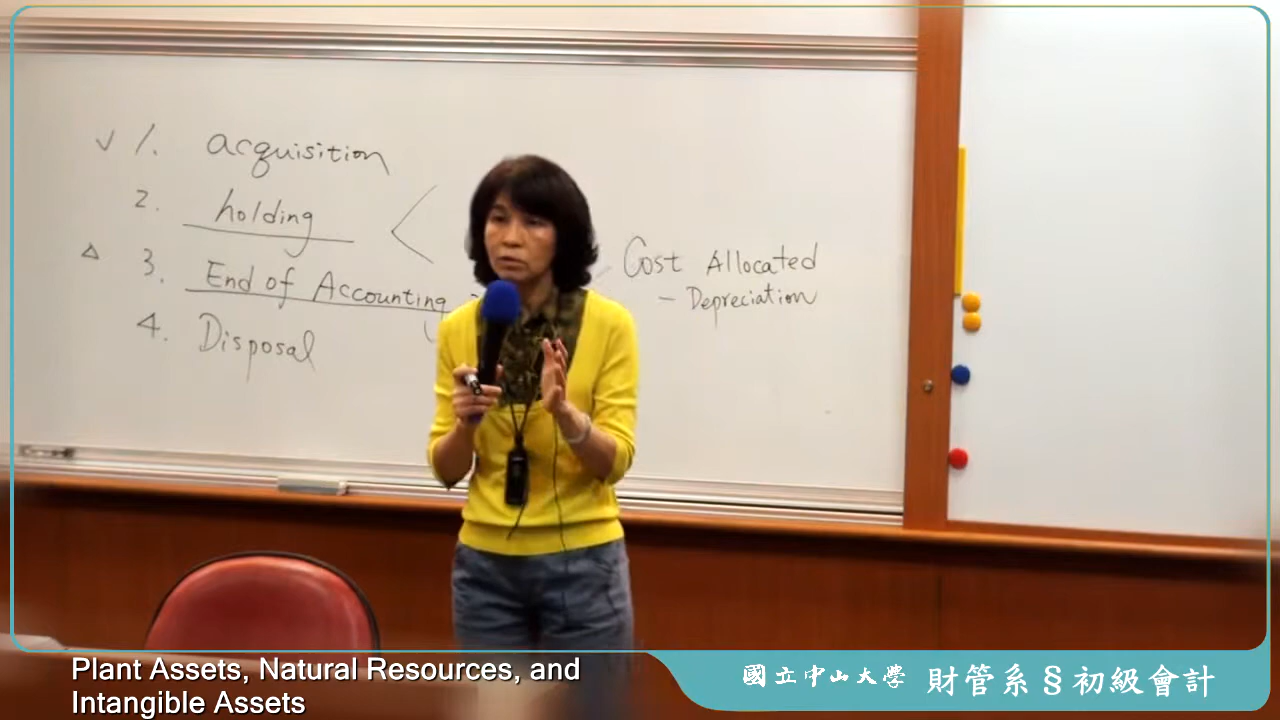 ✓ 1. acquisition
2. holding
△ 3. End of Accounting
4. Disposal
Cost Allocated
- Depreciation
Plant Assets, Natural Resources, and
Intangible Assets
國立中山大學 財管系§初級會計